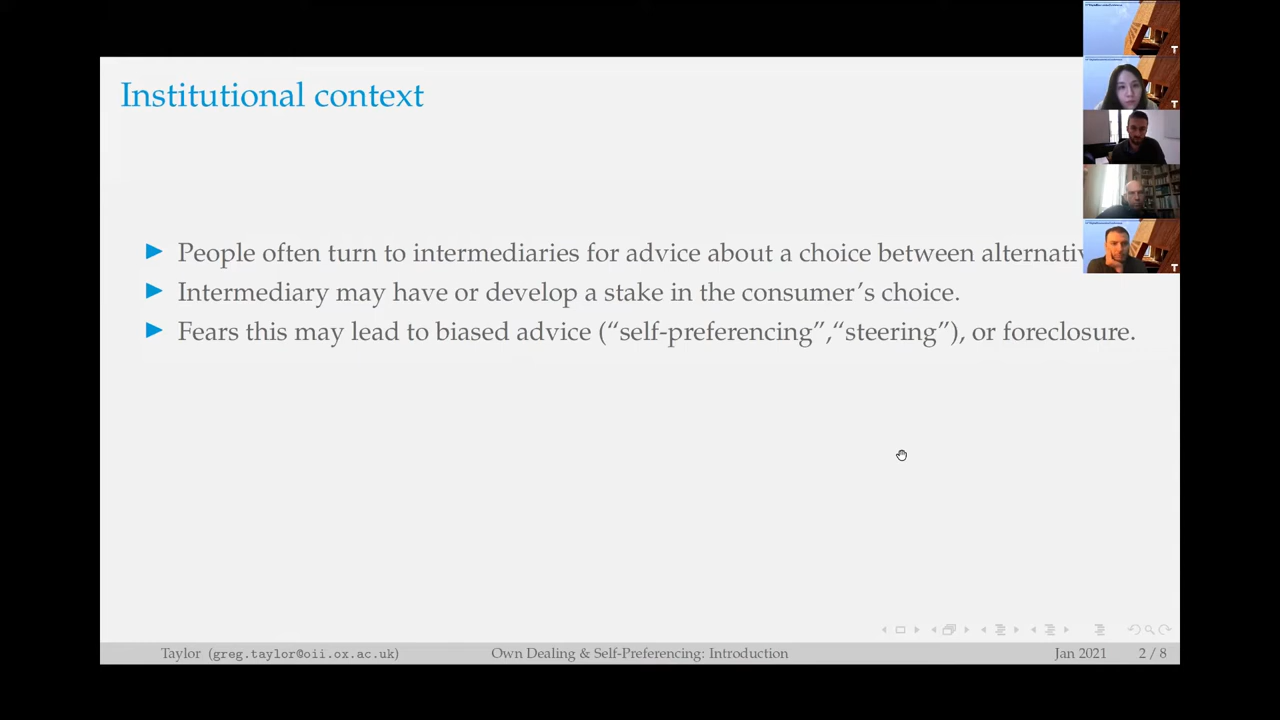 Institutional context
People often turn to intermediaries for advice about a choice between alternativ
Intermediary may have or develop a stake in the consumer’s choice.
Fears this may lead to biased advice (“self-preferencing”,“steering”), or foreclosure.
Taylor (greg.taylor@oii.ox.ac.uk) Own Dealing & Self-Preferencing: Introduction Jan 2021 2 / 8